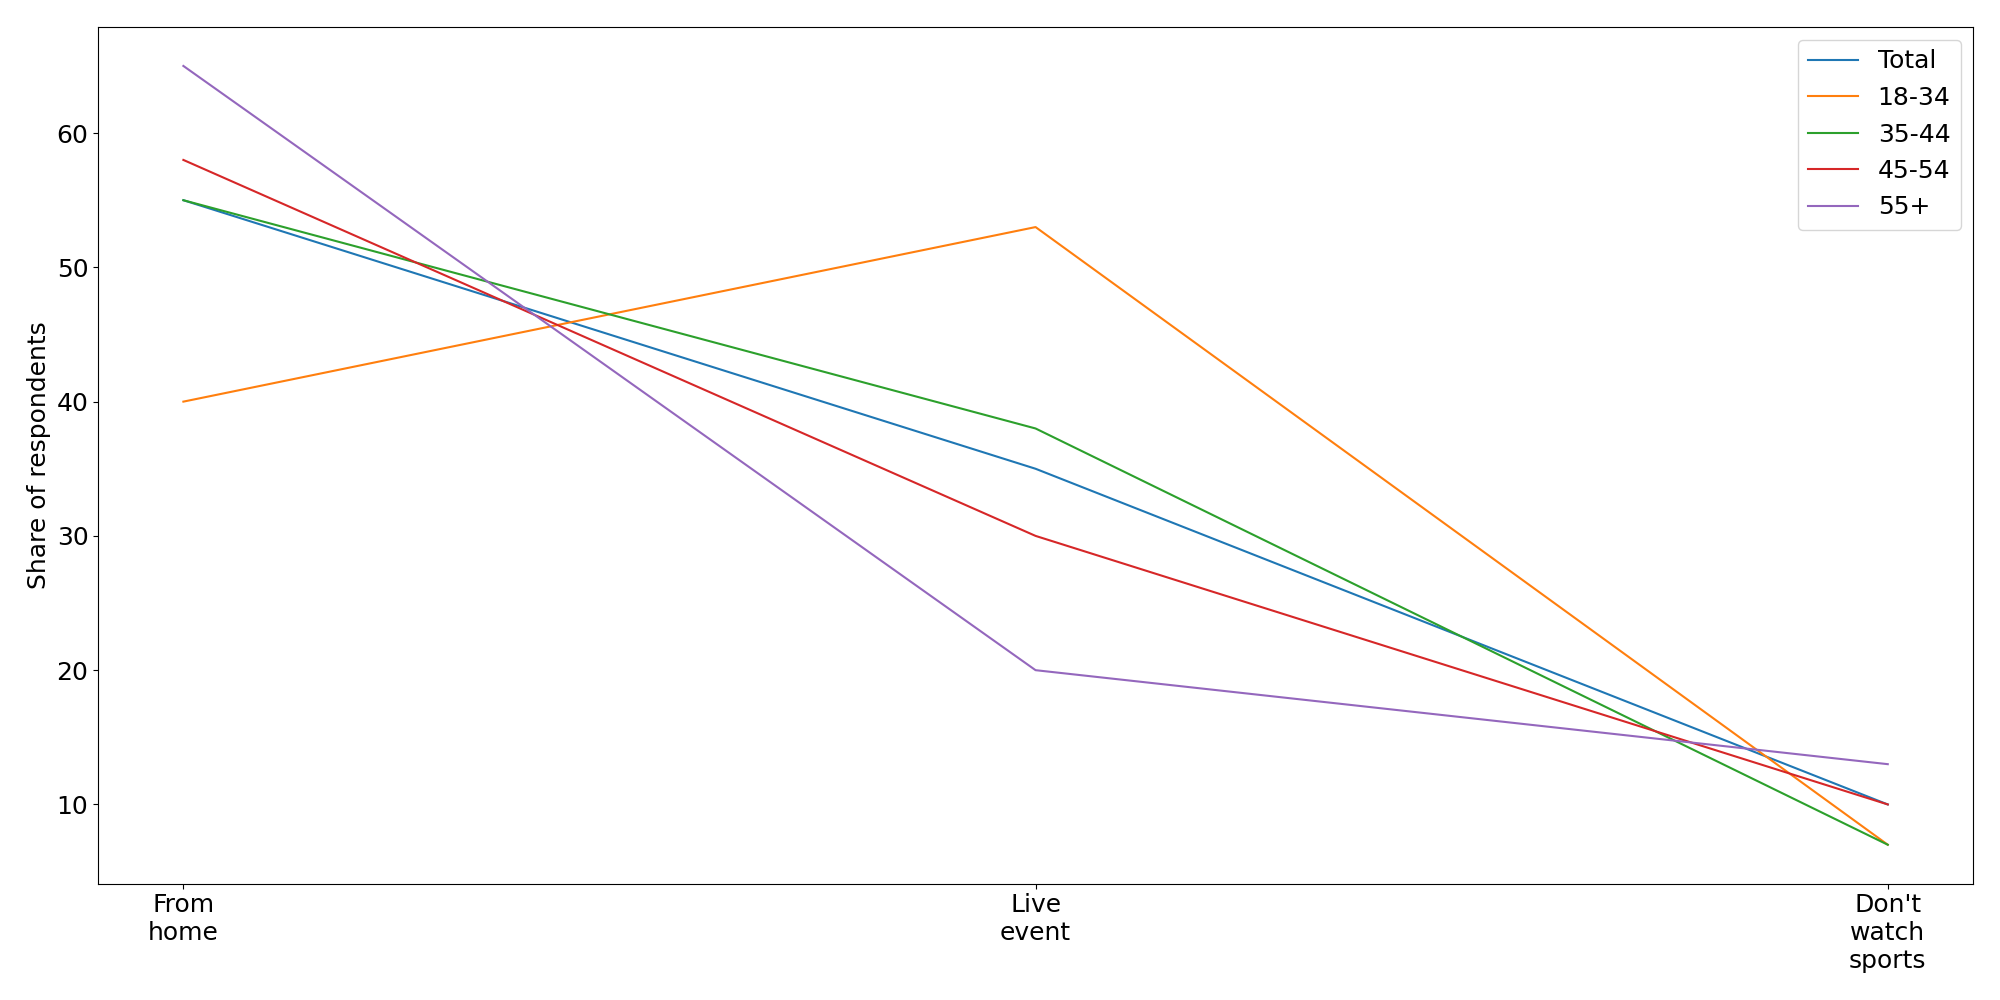 Share of respondents
60
50
40
30
20
10
From
home
Live
event
Don't
watch
sports
Total
18-34
35-44
45-54
55+